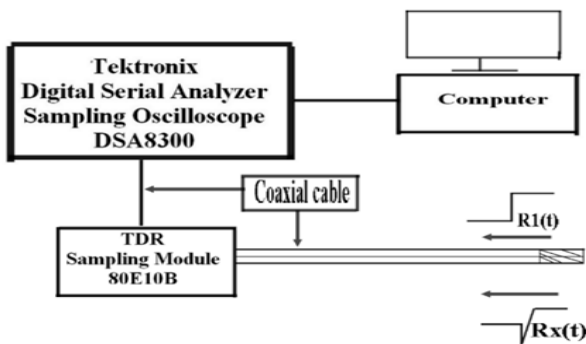 Tektronix
Digital Serial Analyzer
Sampling Oscilloscope
DSA8300
Computer
Coaxial cable
TDR
Sampling Module
80E10B
R1(t)
Rx(t)